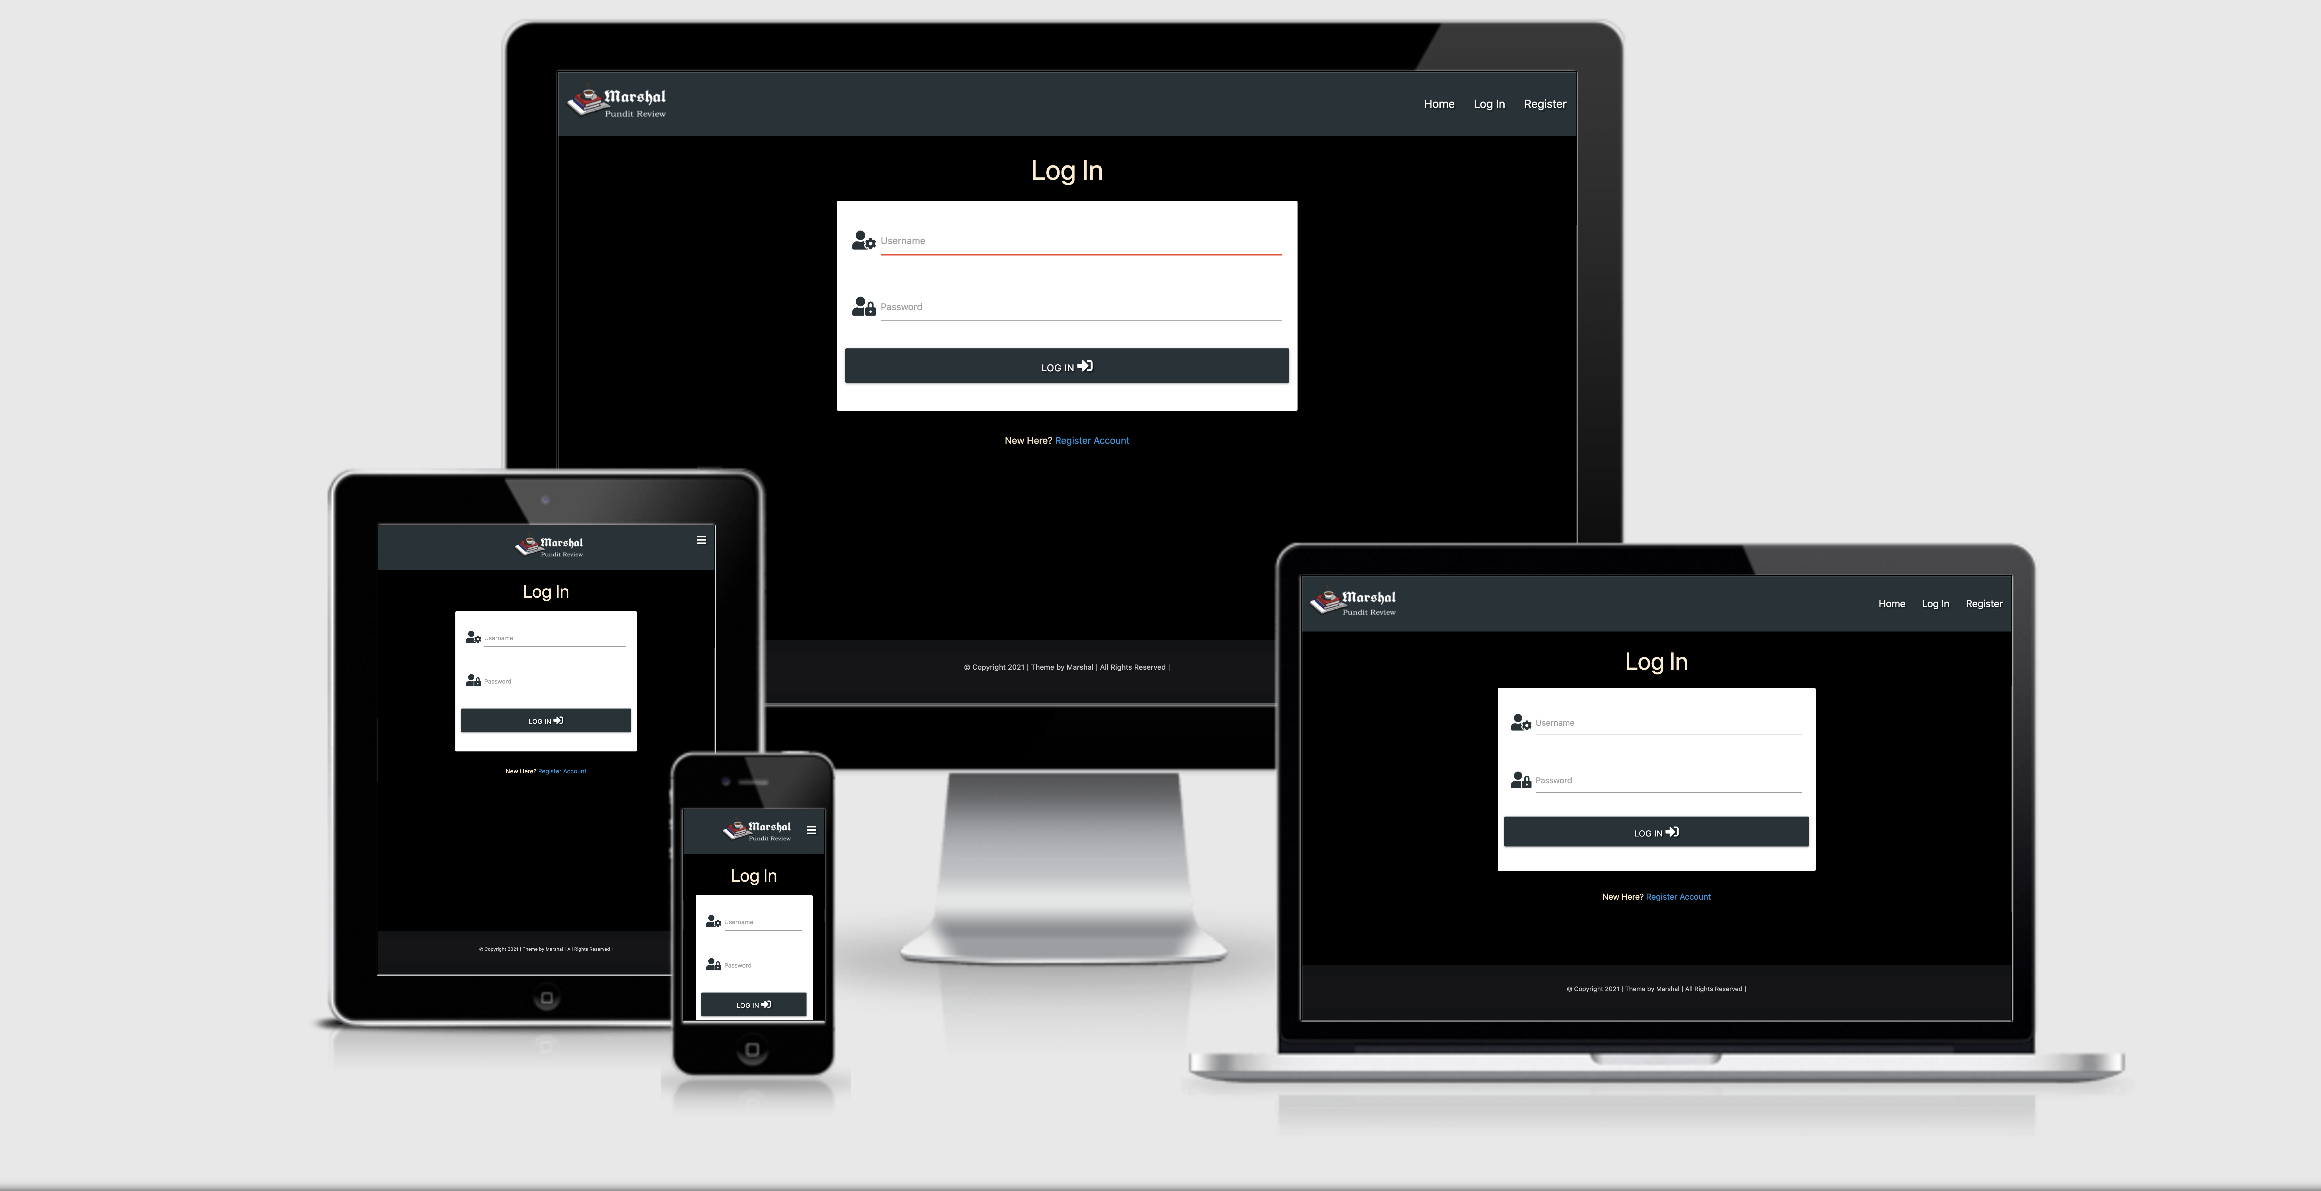 Marshal
Pundit Review
Home Log In Register
Log In
Username
Password
LOG IN
New Here? Register Account
© Copyright 2021 | Theme by Marshal | All Rights Reserved |
Marshal
Pundit Review
Log In
Username
Password
LOG IN
New Here? Register Account
© Copyright 2021 | Theme by Marshal | All Rights Reserved
Marshal
Pundit Review
Log In
Username
Password
LOG IN
Marshal
Pundit Review
Home Log In Register
Log In
Username
Password
LOG IN
New Here? Register Account
© Copyright 2021 | Theme by Marshal | All Rights Reserved |